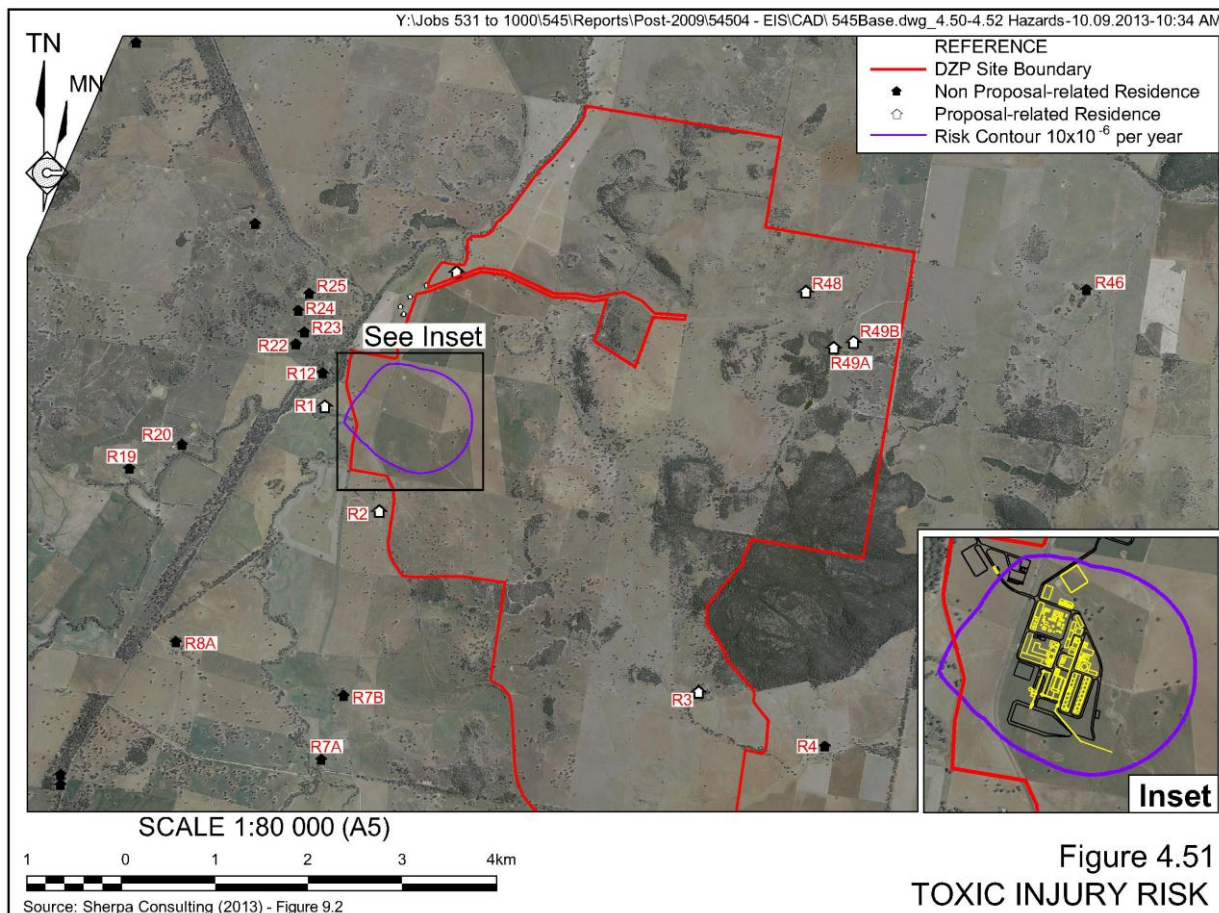 Y:\Jobs 531 to 1000\545\Reports\Post-2009\54504 - EIS\CAD\ 545Base.dwg_4.50-4.52 Hazards-10.09.2013-10:34 AM
TN
MN
REFERENCE
DZP Site Boundary
Non Proposal-related Residence
Proposal-related Residence
Risk Contour 10x10⁻⁶ per year
R25
R24
R23
R22
See Inset
R12
R1
R20
R19
R2
R48
R49B
R49A
R46
R8A
R7B
R7A
R3
R4
Inset
SCALE 1:80 000 (A5)
1 0 1 2 3 4km
Source: Sherpa Consulting (2013) - Figure 9.2
Figure 4.51
TOXIC INJURY RISK